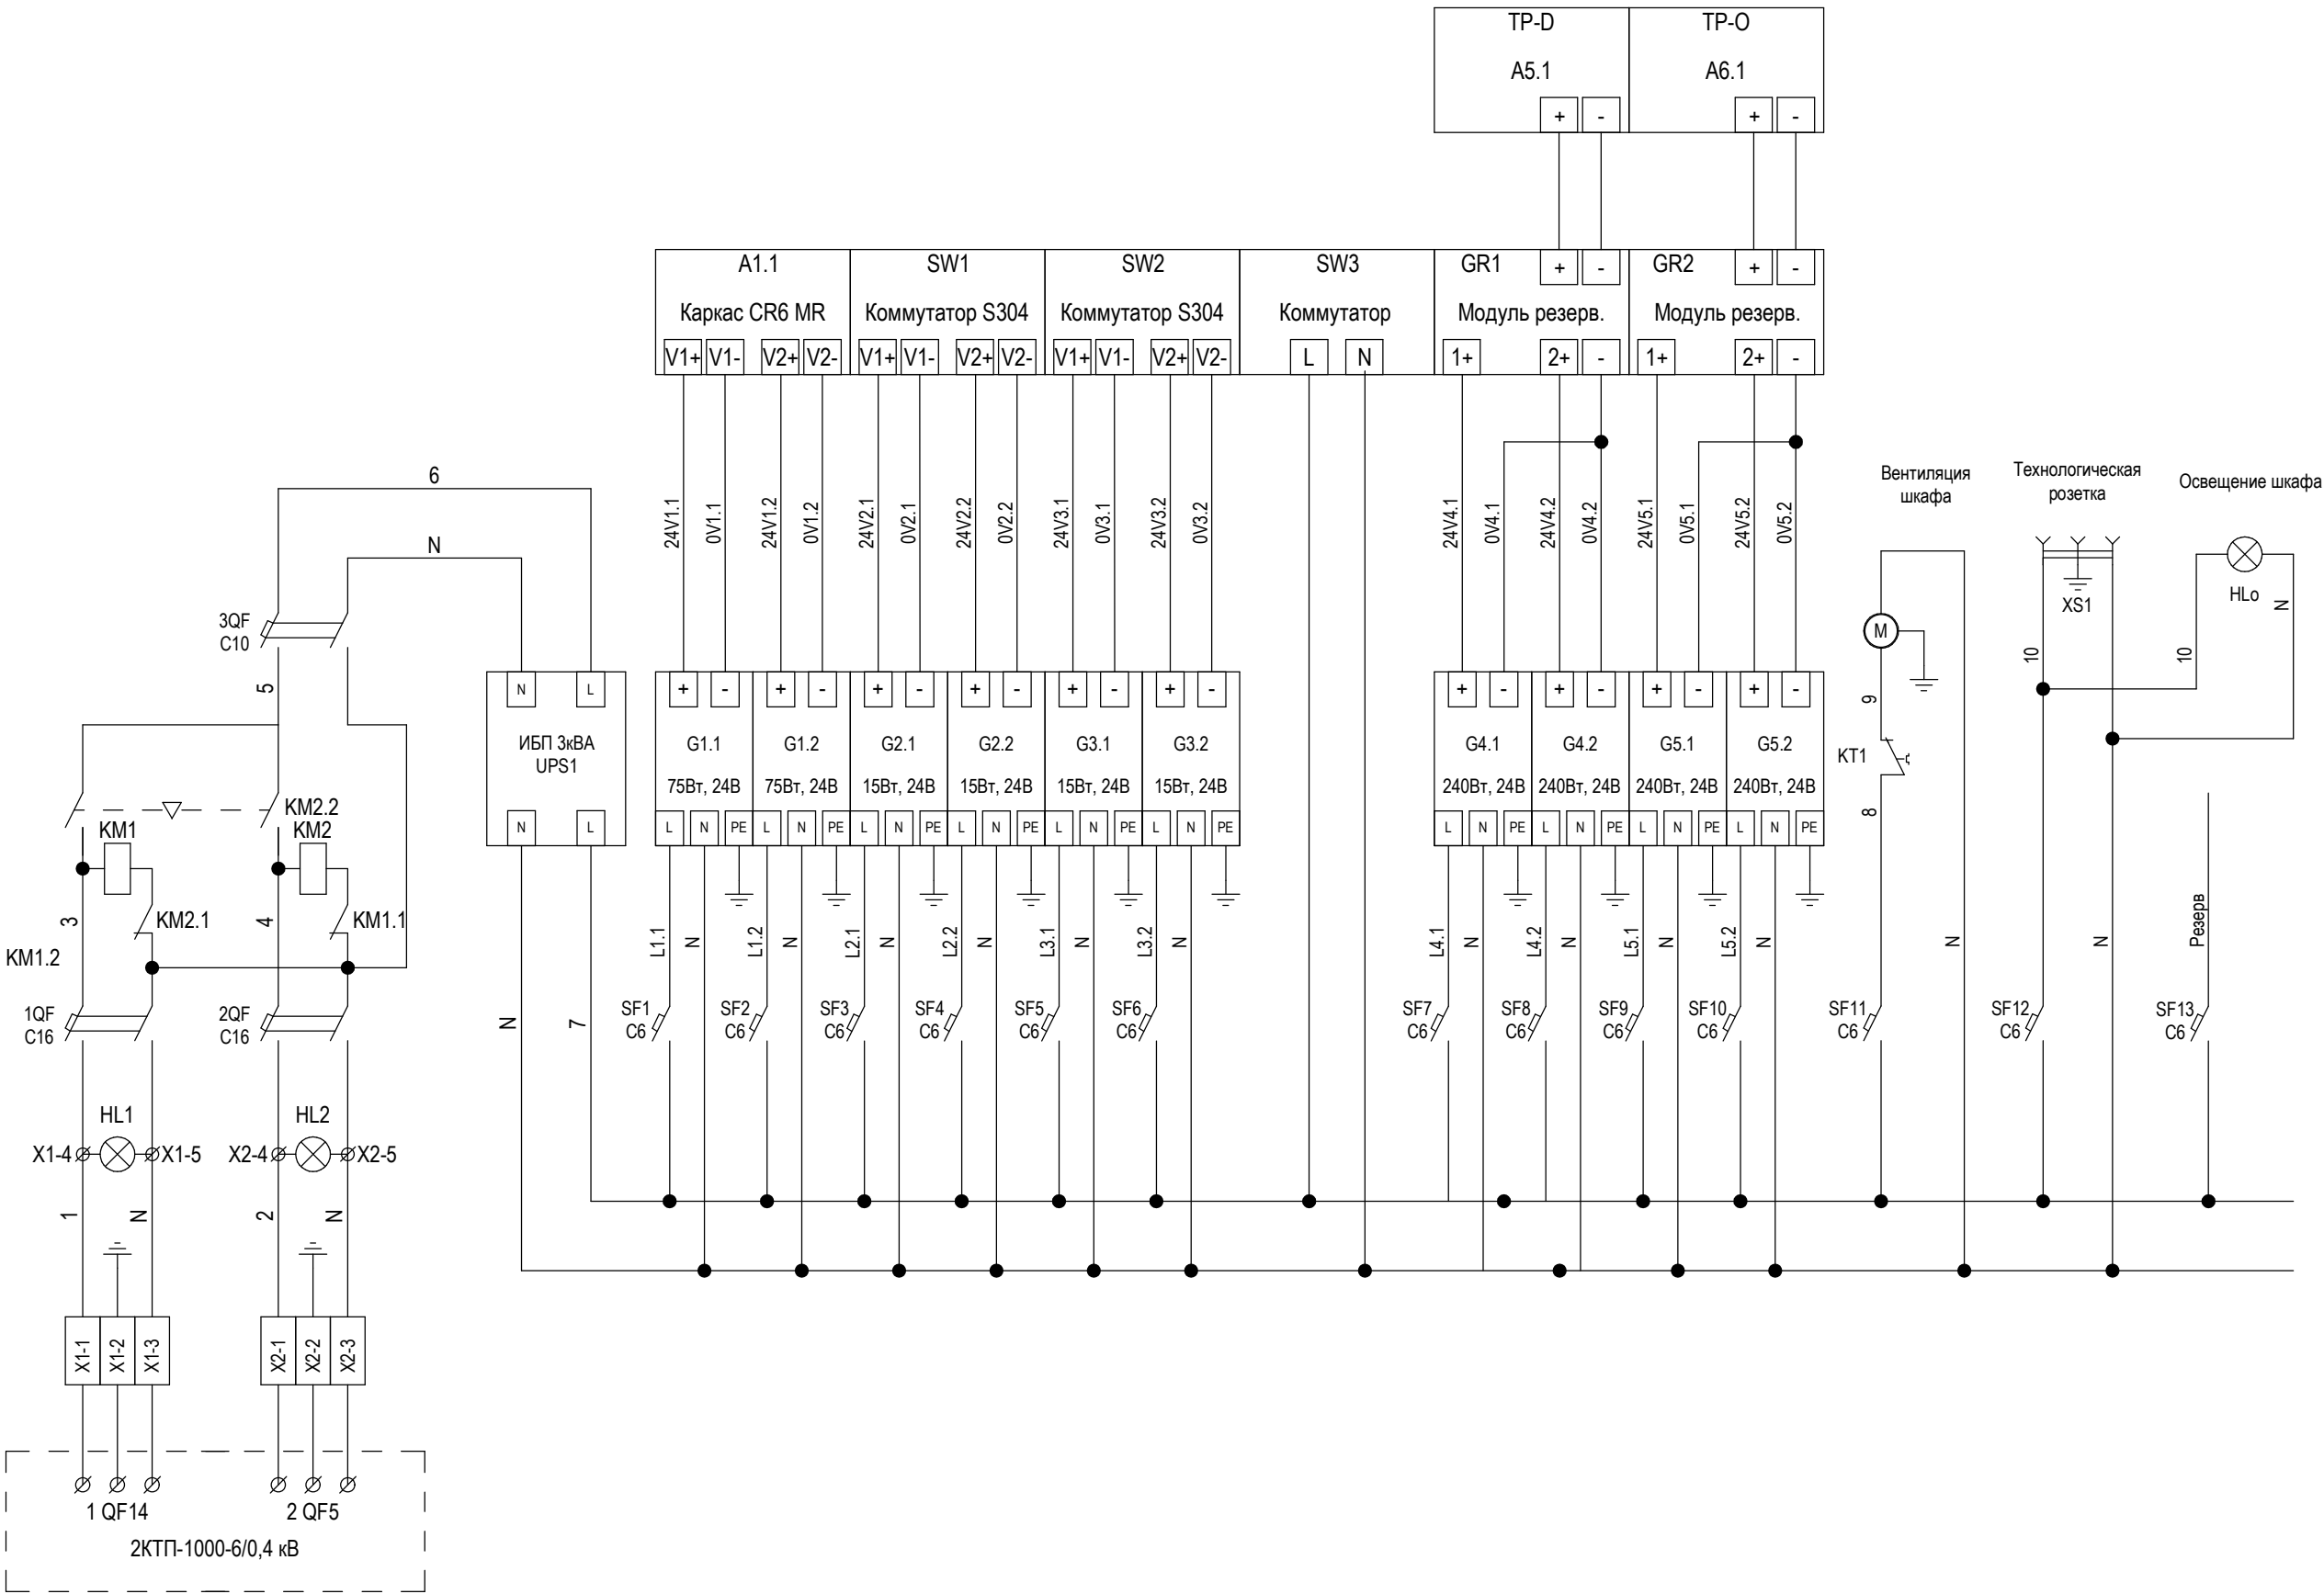 TP-D
TP-O
A5.1
A6.1
+ - + -
A1.1
SW1
SW2
SW3
GR1 + -
GR2 + -
Каркас CR6 MR
Коммутатор S304
Коммутатор S304
Коммутатор
Модуль резерв.
Модуль резерв.
V1+ V1- V2+ V2-
V1+ V1- V2+ V2-
V1+ V1- V2+ V2-
L N
1+ 2+ -
1+ 2+ -
6
N
24V1.1
0V1.1
24V1.2
0V1.2
24V2.1
0V2.1
24V2.2
0V2.2
24V3.1
0V3.1
24V3.2
0V3.2
24V4.1
0V4.1
24V4.2
0V4.2
24V5.1
0V5.1
24V5.2
0V5.2
Вентиляция
шкафа
Технологическая
розетка
Освещение шкафа
XS1
HLo
N
M
10
10
9
KT1
8
3QF
C10
5
N L
ИБП 3кВА
UPS1
N L
+ - + - + - + - + - + -
G1.1
75Вт, 24В
G1.2
75Вт, 24В
G2.1
15Вт, 24В
G2.2
15Вт, 24В
G3.1
15Вт, 24В
G3.2
15Вт, 24В
L N PE L N PE L N PE L N PE L N PE L N PE
+ - + - + - + -
G4.1
240Вт, 24В
G4.2
240Вт, 24В
G5.1
240Вт, 24В
G5.2
240Вт, 24В
L N PE L N PE L N PE L N PE
KM2.2
KM1
KM2
3
KM2.1
4
KM1.1
KM1.2
L1.1
N
L1.2
N
L2.1
N
L2.2
N
L3.1
N
L3.2
N
L4.1
N
L4.2
N
L5.1
N
L5.2
N
N
N
Резерв
1QF
C16
2QF
C16
N
7
SF1
C6
SF2
C6
SF3
C6
SF4
C6
SF5
C6
SF6
C6
SF7
C6
SF8
C6
SF9
C6
SF10
C6
SF11
C6
SF12
C6
SF13
C6
HL1
HL2
X1-4
X1-5
X2-4
X2-5
1
N
2
N
X1-1
X1-2
X1-3
X2-1
X2-2
X2-3
1 QF14
2 QF5
2КТП-1000-6/0,4 кВ